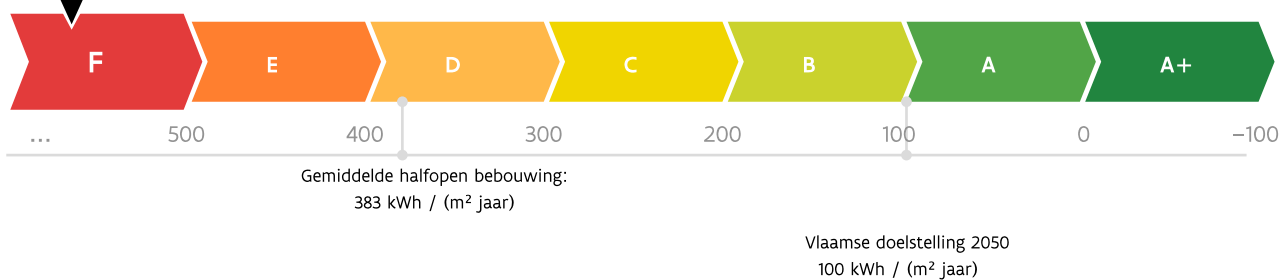 F E D C B A A+
... 500 400 300 200 100 0 −100
Gemiddelde halfopen bebouwing:
383 kWh / (m² jaar)
Vlaamse doelstelling 2050
100 kWh / (m² jaar)